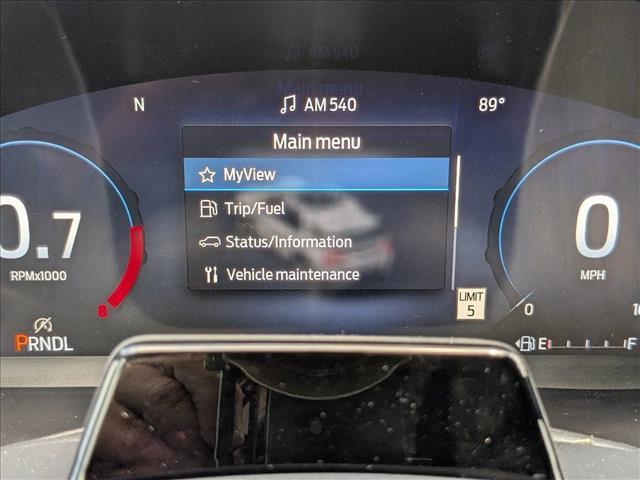 N
AM 540
89°
Main menu
MyView
Trip/Fuel
Status/Information
Vehicle maintenance
0.7
RPMx1000
8
PRNDL
0
MPH
LIMIT
5
0
E
F